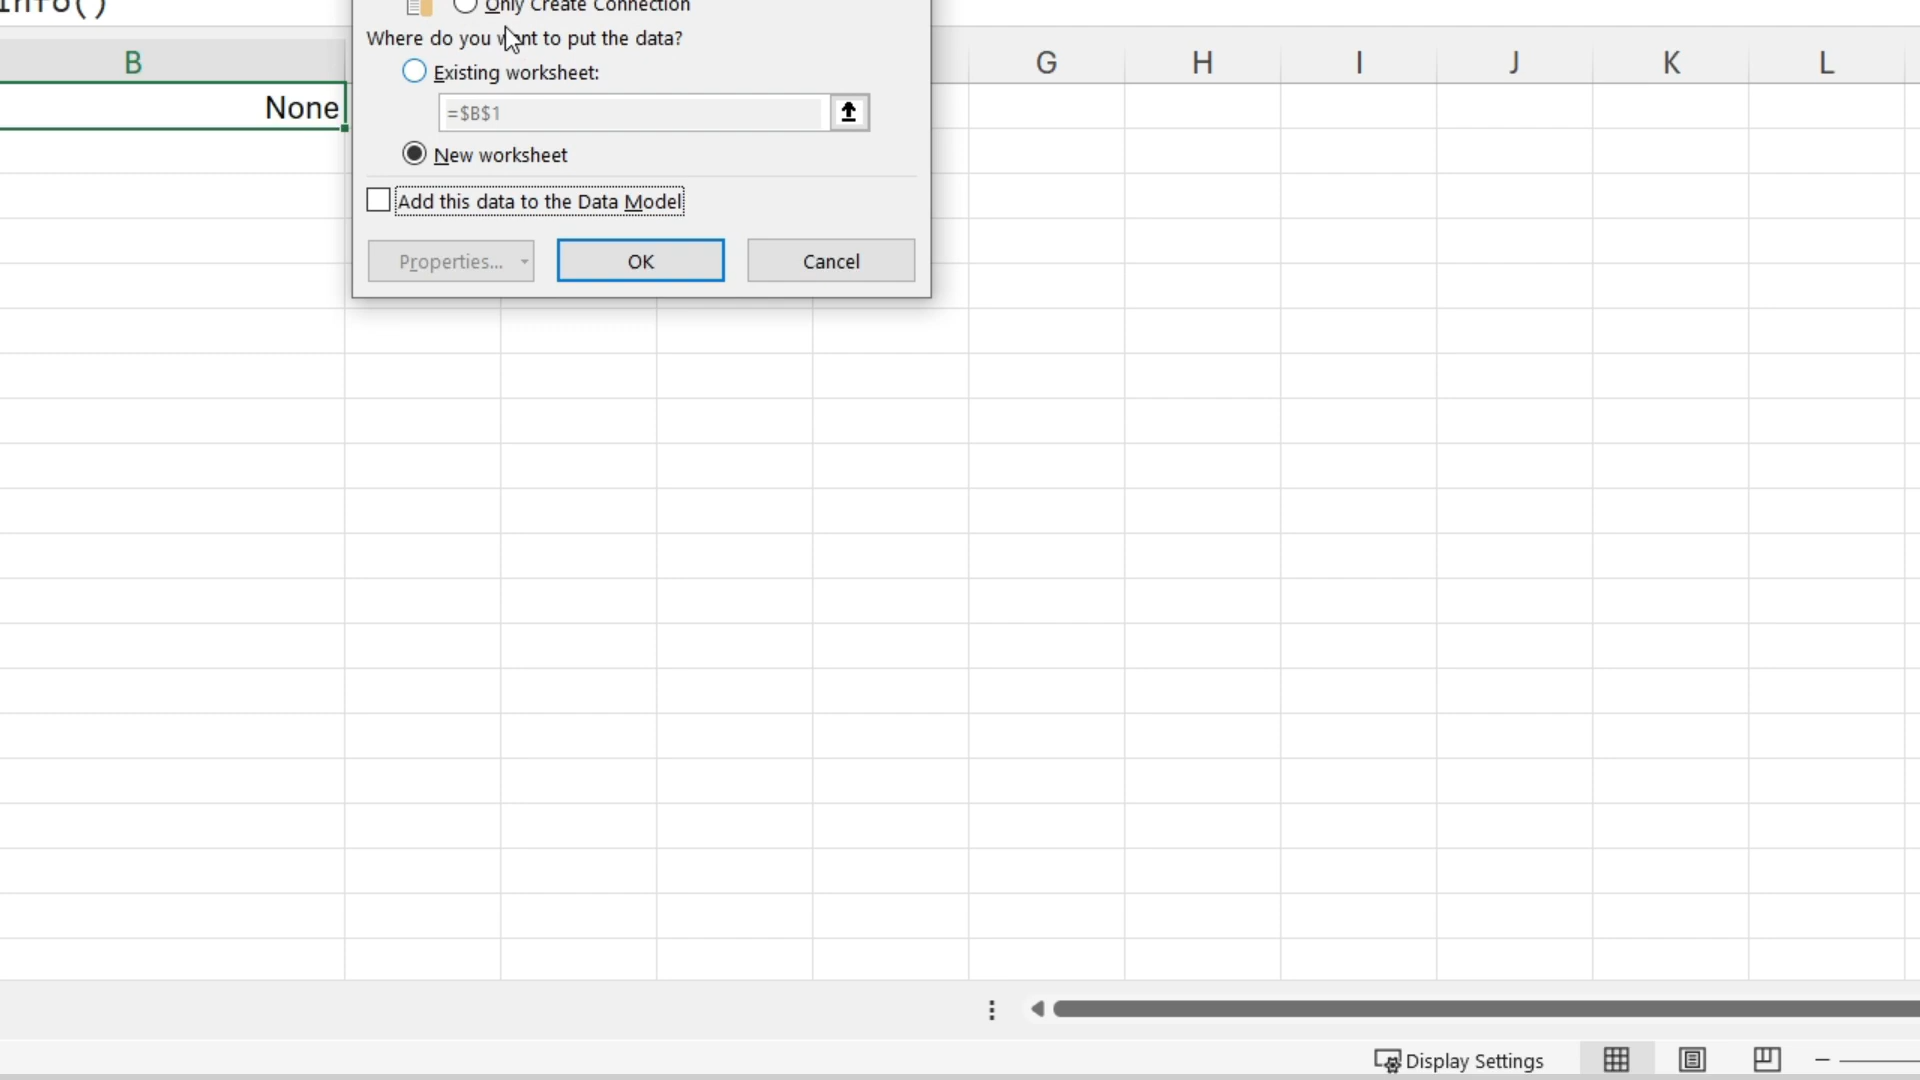 info()
Only Create Connection
Where do you want to put the data?
Existing worksheet:
=$B$1
New worksheet
Add this data to the Data Model
Properties... OK Cancel
B G H I J K L
None
Display Settings